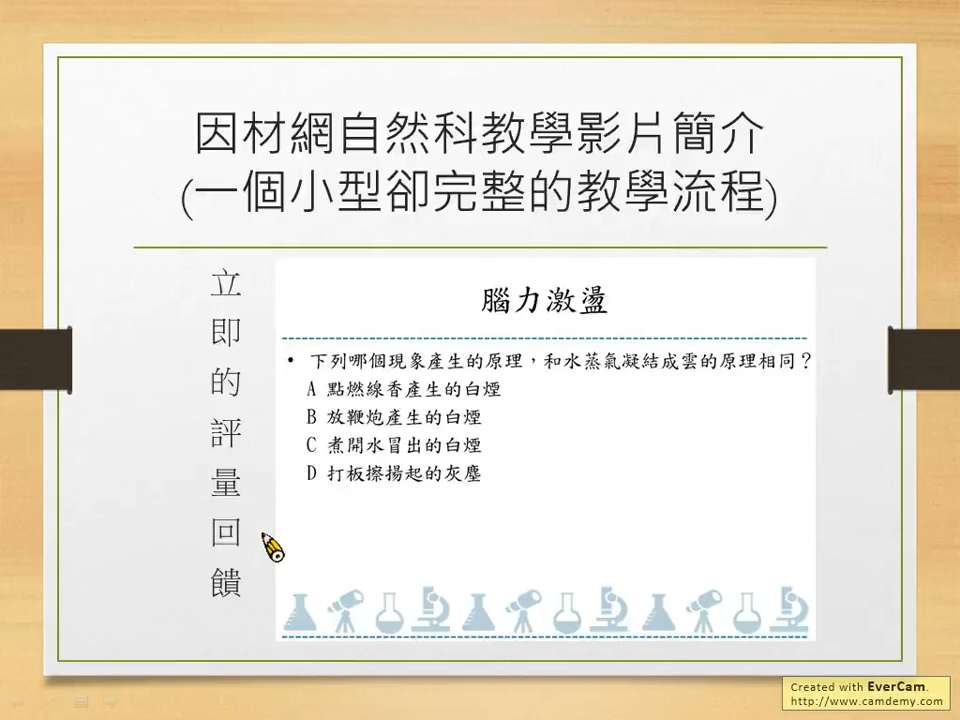 因材網自然科教學影片簡介
(一個小型卻完整的教學流程)
立即的評量回饋
腦力激盪
• 下列哪個現象產生的原理，和水蒸氣凝結成雲的原理相同？
A 點燃線香產生的白煙
B 放鞭炮產生的白煙
C 煮開水冒出的白煙
D 打板擦揚起的灰塵
Created with EverCam.
http://www.camdemy.com